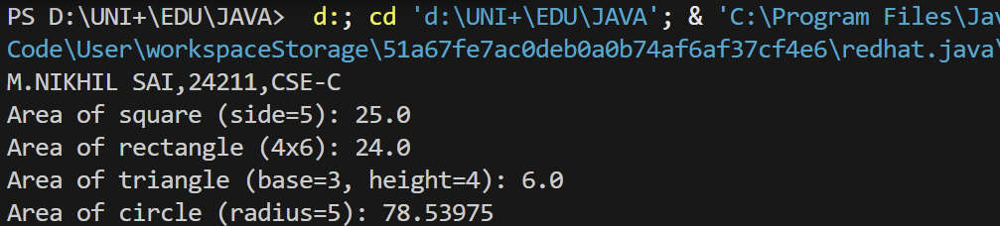 PS D:\UNI+\EDU\JAVA>  d:; cd 'd:\UNI+\EDU\JAVA'; & 'C:\Program Files\Jav
Code\User\workspaceStorage\51a67fe7ac0deb0a0b74af6af37cf4e6\redhat.java\
M.NIKHIL SAI,24211,CSE-C
Area of square (side=5): 25.0
Area of rectangle (4x6): 24.0
Area of triangle (base=3, height=4): 6.0
Area of circle (radius=5): 78.53975